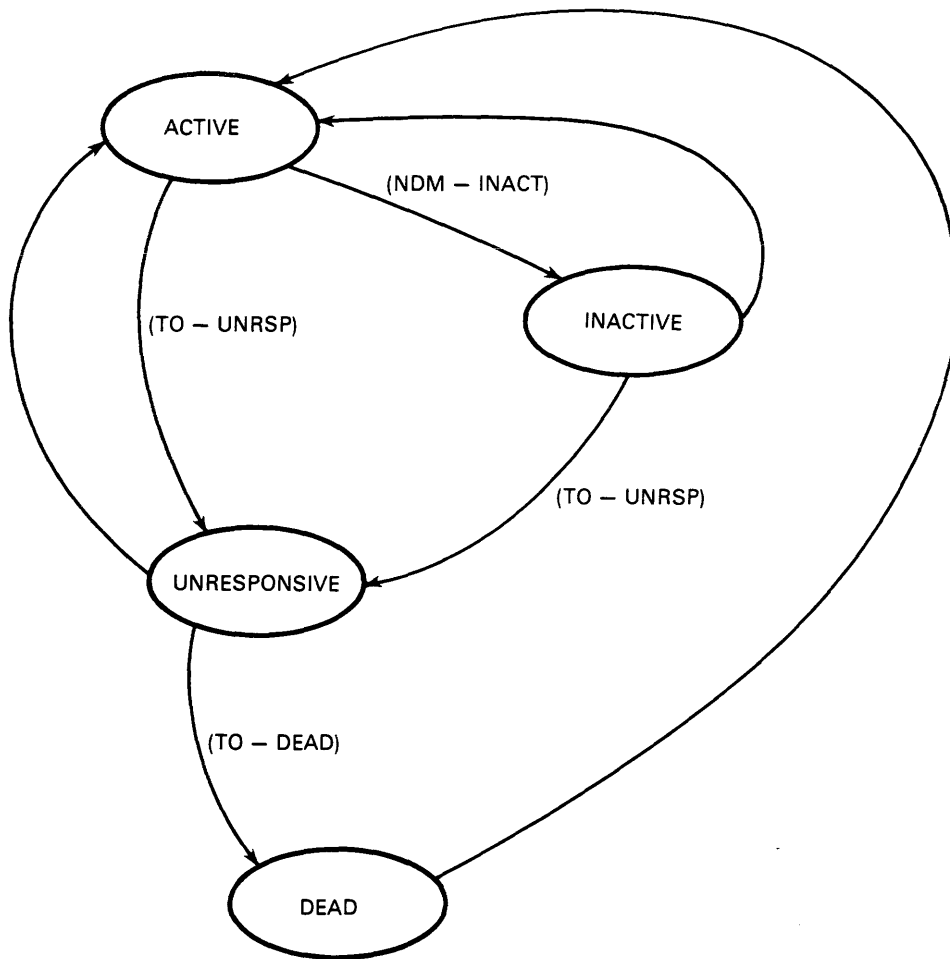 ACTIVE
(NDM — INACT)
INACTIVE
(TO — UNRSP)
(TO — UNRSP)
UNRESPONSIVE
(TO — DEAD)
DEAD